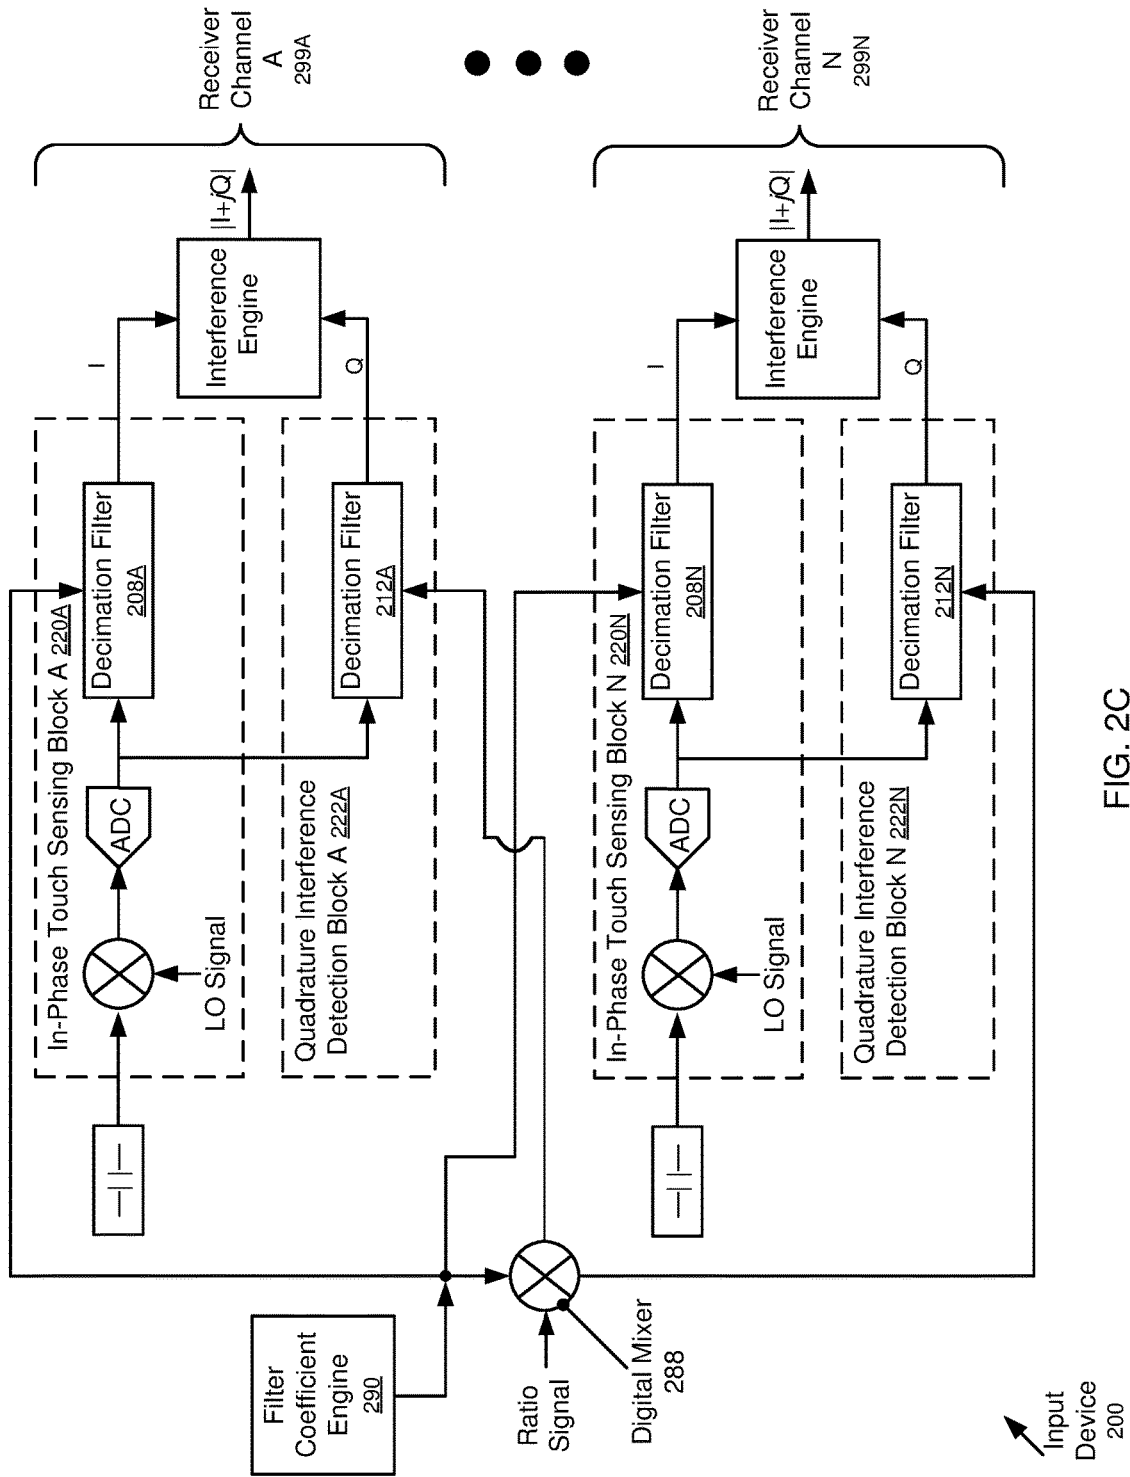 Receiver
Channel
A
299A
In-Phase Touch Sensing Block A 220A
LO Signal
ADC
Decimation Filter
208A
I
Quadrature Interference
Detection Block A 222A
Decimation Filter
212A
Q
Interference
Engine
|I+jQ|
Filter
Coefficient
Engine
290
Ratio
Signal
Digital Mixer
288
Receiver
Channel
N
299N
In-Phase Touch Sensing Block N 220N
LO Signal
ADC
Decimation Filter
208N
I
Quadrature Interference
Detection Block N 222N
Decimation Filter
212N
Q
Interference
Engine
|I+jQ|
Input
Device
200
FIG. 2C